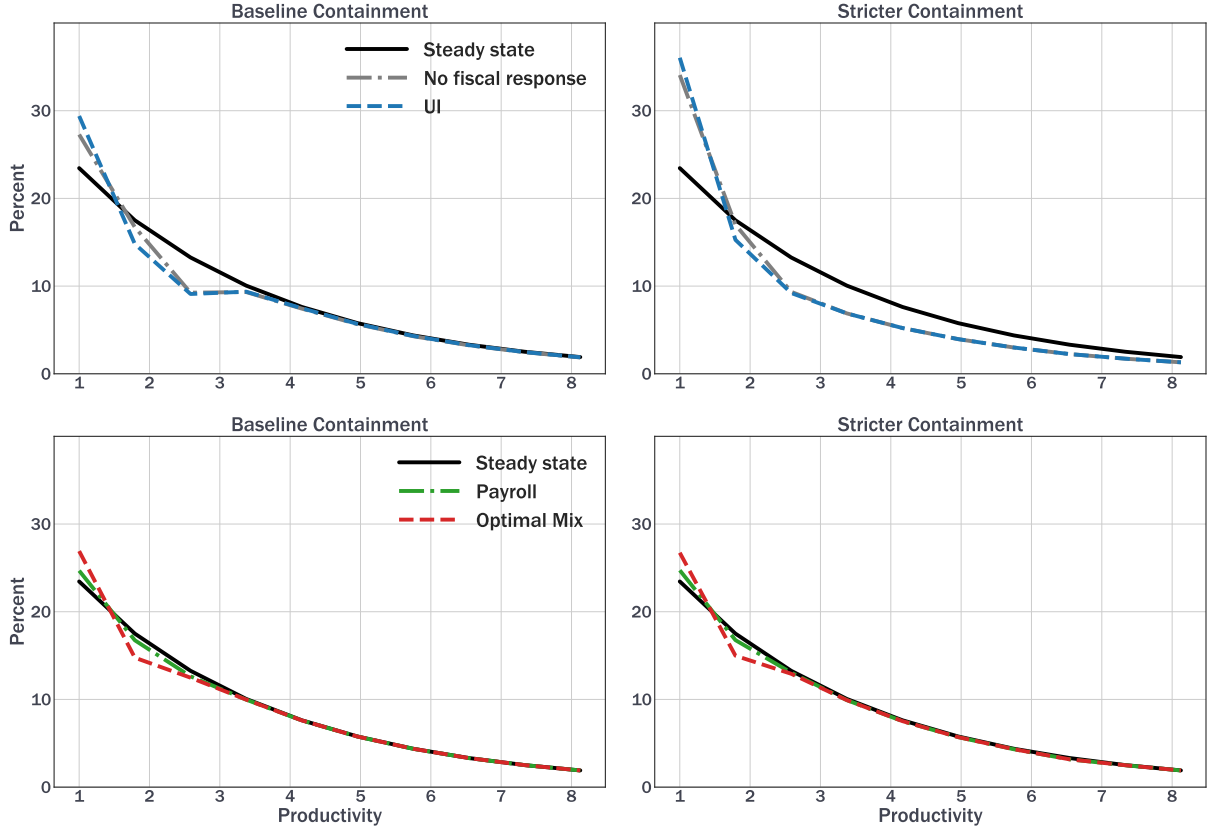 Baseline Containment
Percent
30
20
10
0
1 2 3 4 5 6 7 8
Steady state
No fiscal response
UI
Stricter Containment
30
20
10
0
1 2 3 4 5 6 7 8
Baseline Containment
Percent
30
20
10
0
1 2 3 4 5 6 7 8
Productivity
Steady state
Payroll
Optimal Mix
Stricter Containment
30
20
10
0
1 2 3 4 5 6 7 8
Productivity